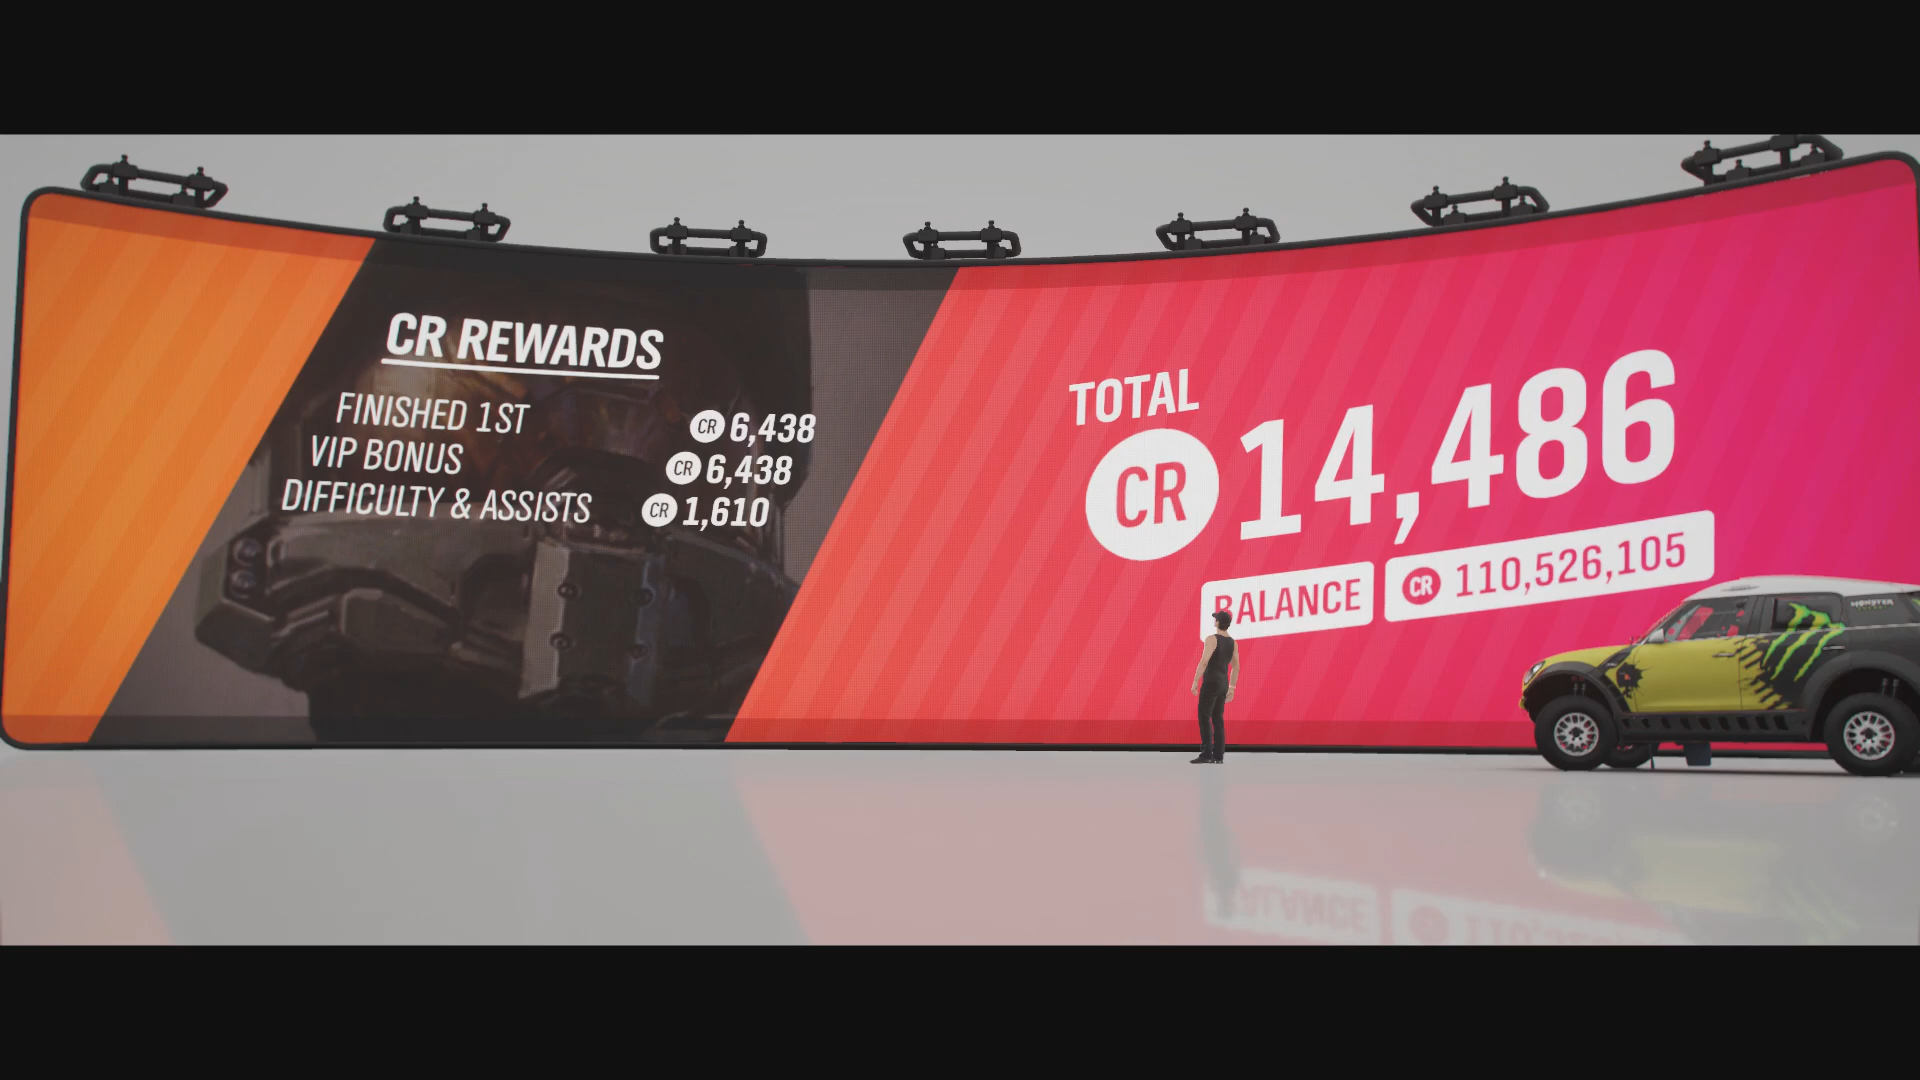 CR REWARDS
FINISHED 1ST CR 6,438
VIP BONUS CR 6,438
DIFFICULTY & ASSISTS CR 1,610
TOTAL
CR 14,486
BALANCE CR 110,526,105
MONSTER